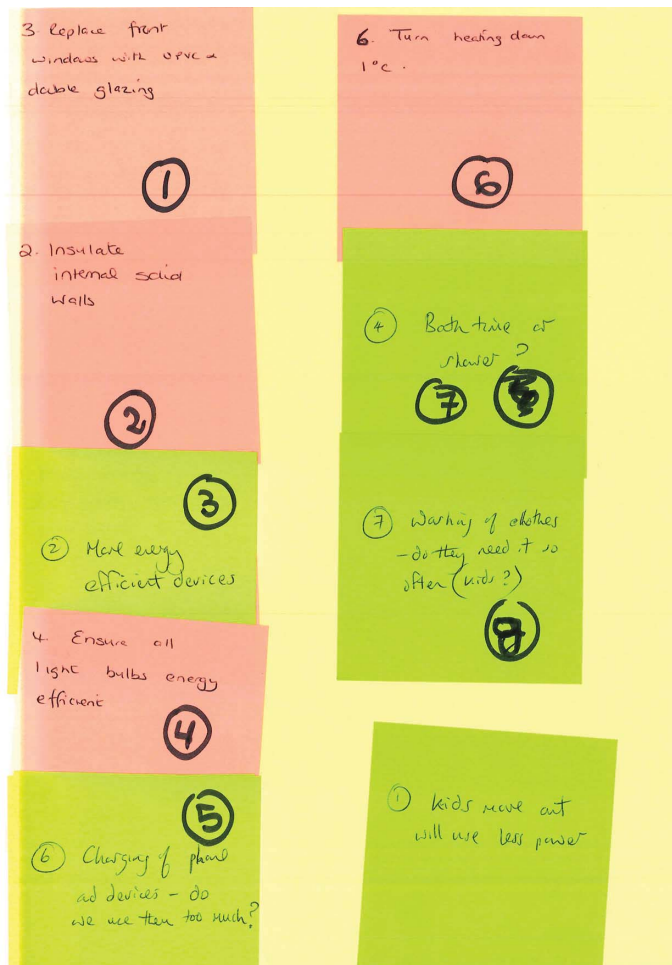 3. Replace front
windows with UPVC &
double glazing
1
2. Insulate
internal solid
walls
2
3
2 More energy
efficient devices
4. Ensure all
light bulbs energy
efficient
4
5
6 Charging of phone
ad devices - do
we use them too much?
6. Turn heating down
1°C.
6
4 Bath time or
shower?
7
7 Washing of clothes
- do they need it so
often (kids?)
1 kids move out
will use less power